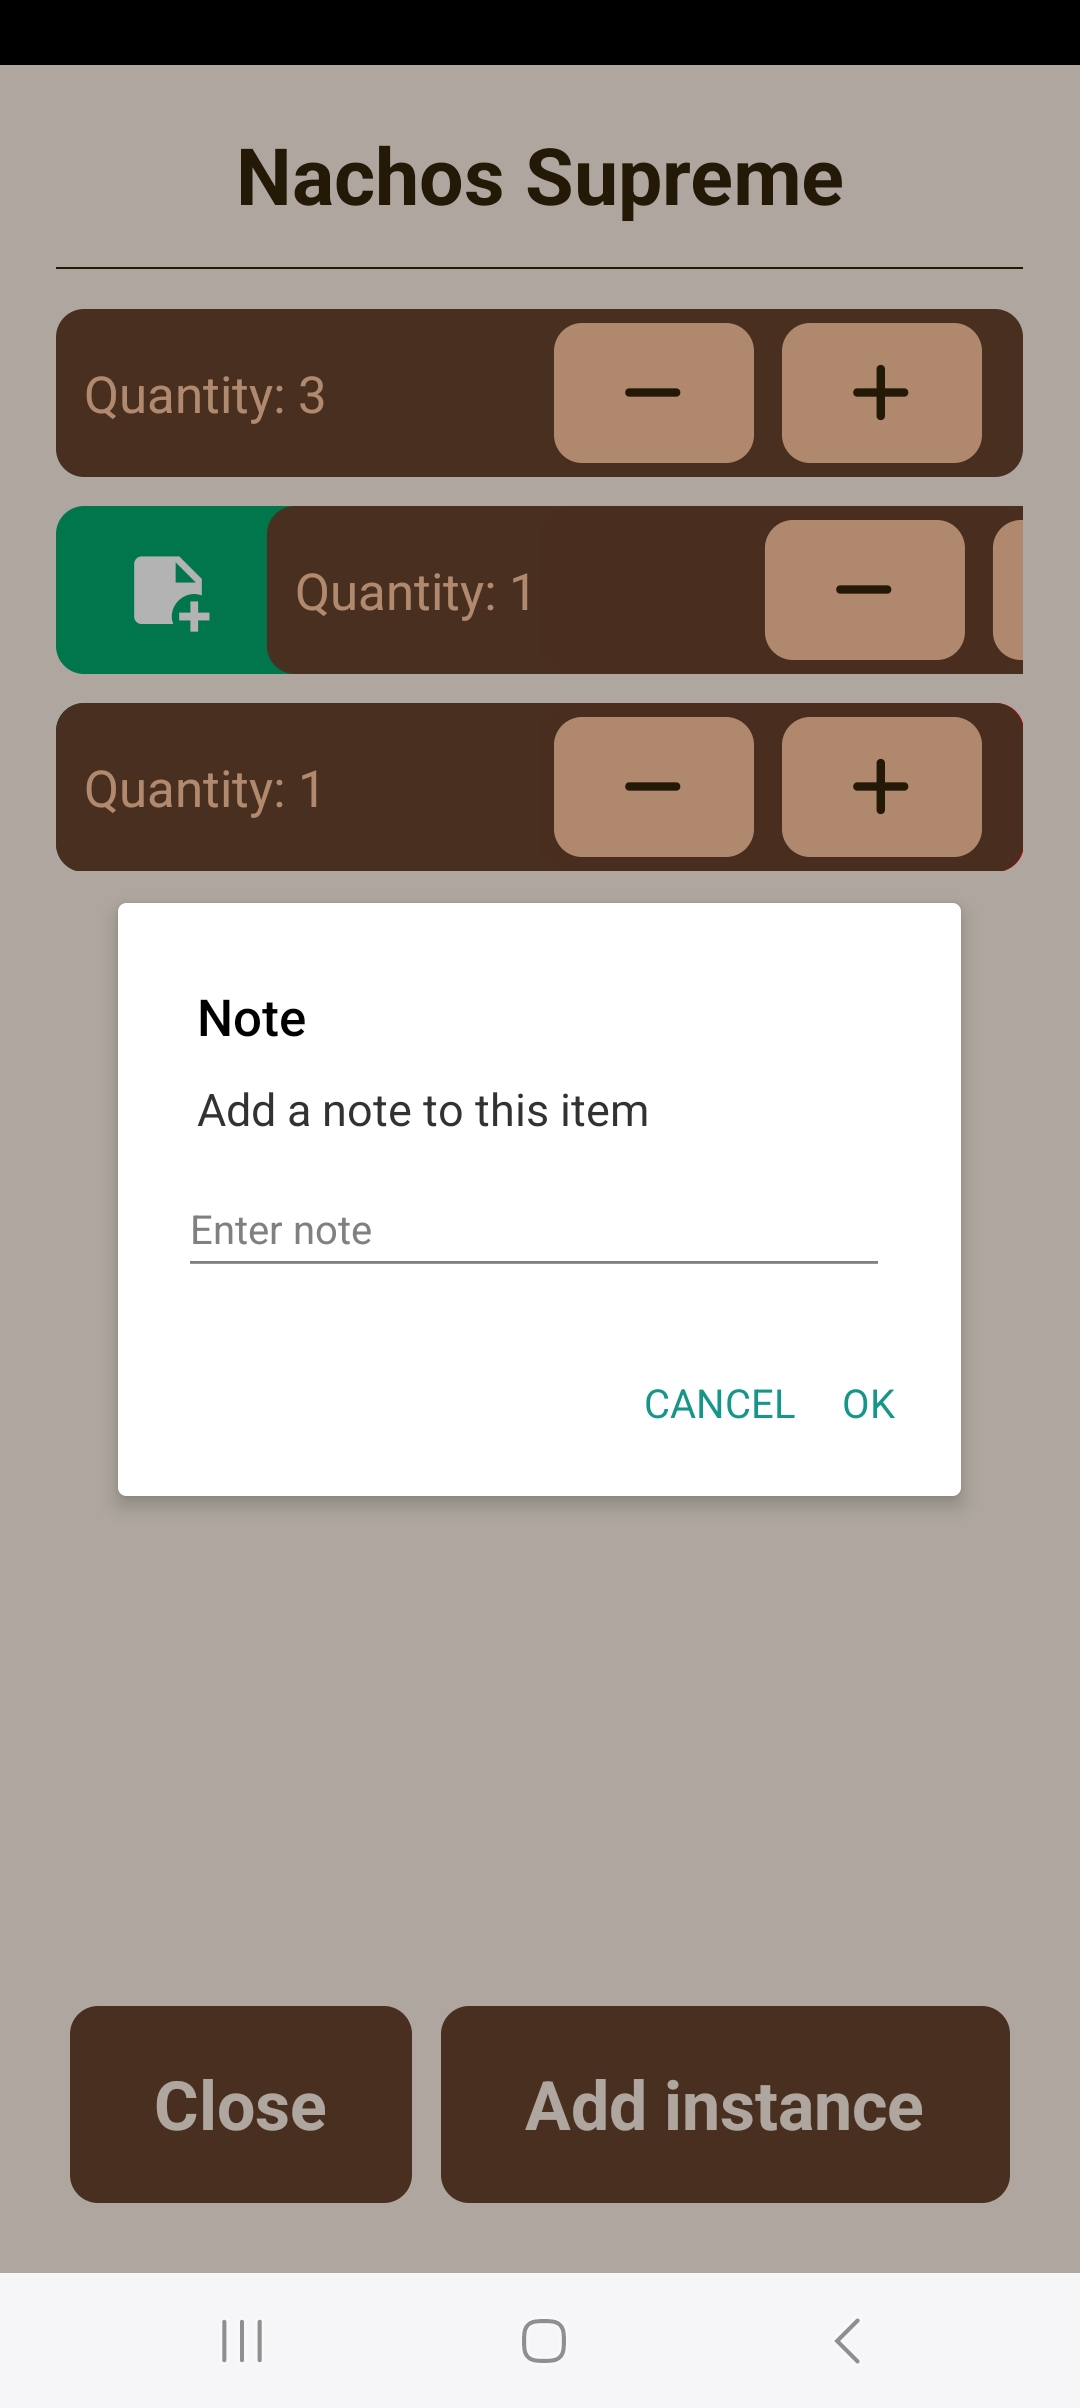 Nachos Supreme
Quantity: 3
Quantity: 1
Quantity: 1
Note
Add a note to this item
Enter note
CANCEL OK
Close Add instance